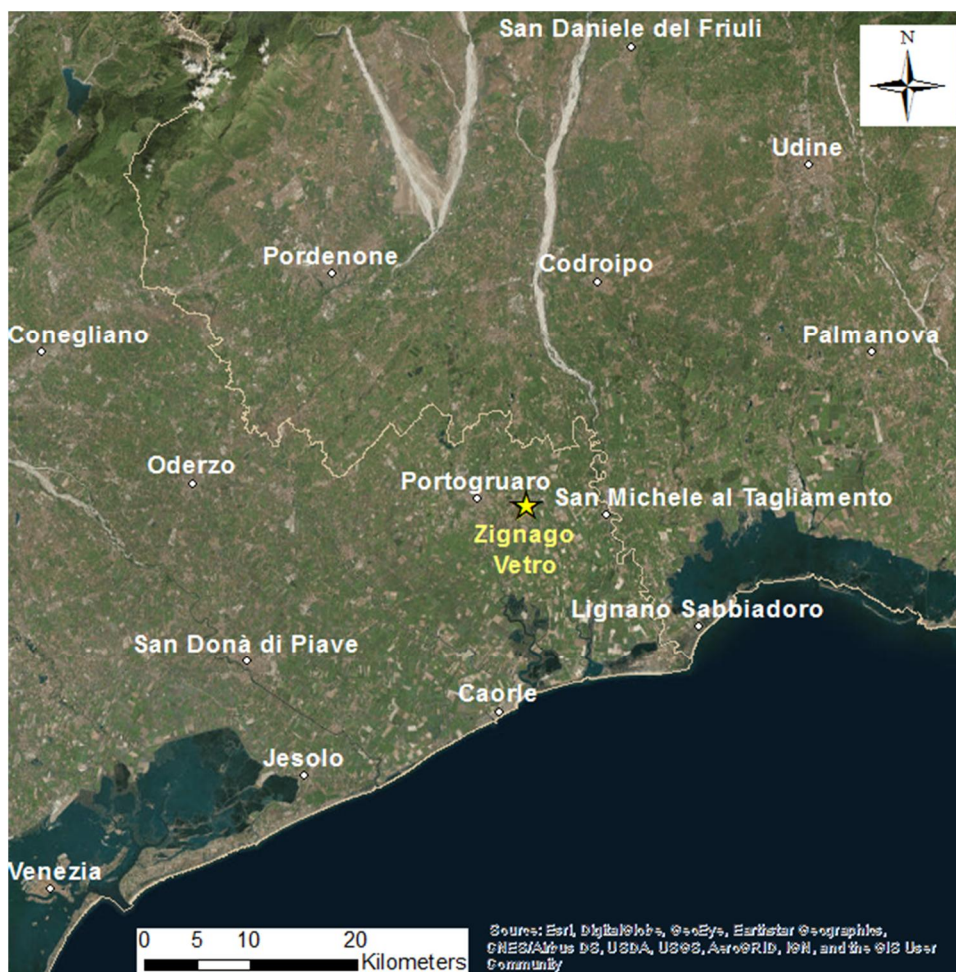 San Daniele del Friuli
N
Udine
Pordenone
Codroipo
Conegliano
Palmanova
Oderzo
Portogruaro
San Michele al Tagliamento
Zignago
Vetro
Lignano Sabbiadoro
San Donà di Piave
Caorle
Jesolo
Venezia
0 5 10 20
Kilometers
Source: Esri, DigitalGlobe, GeoEye, Earthstar Geographics,
CNES/Airbus DS, USDA, USGS, AeroGRID, IGN, and the GIS User
Community